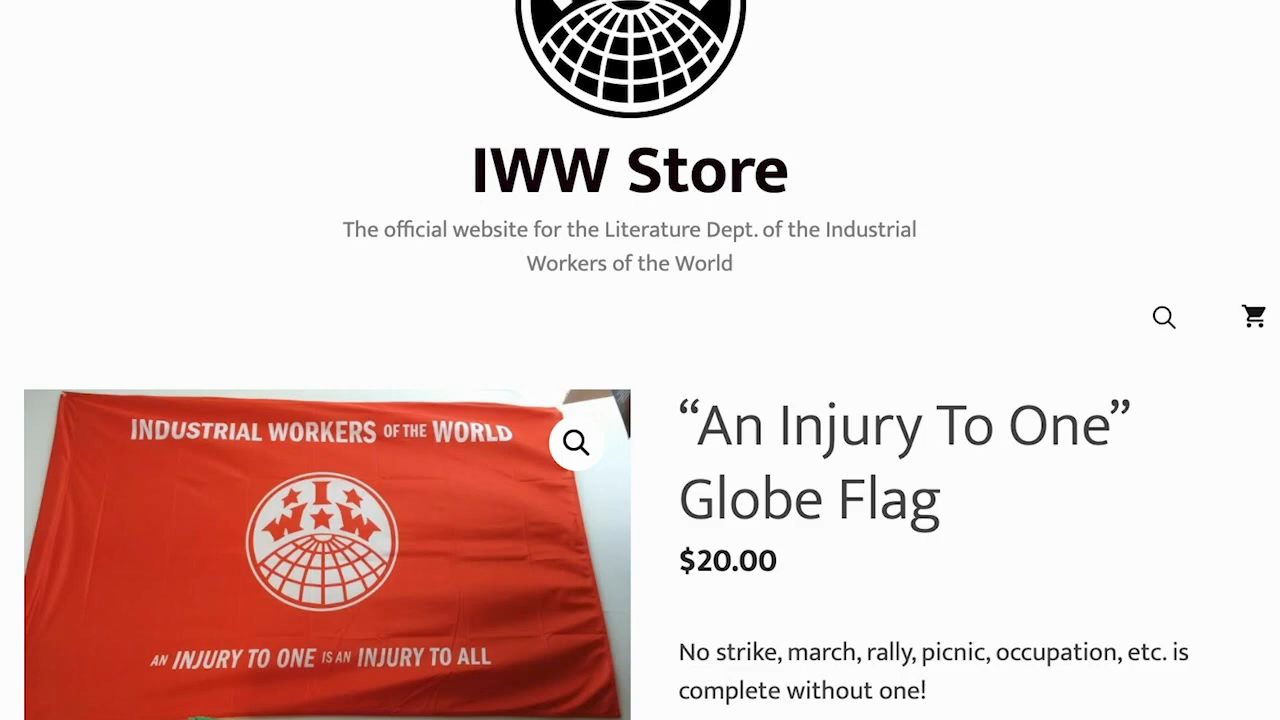 IWW Store
The official website for the Literature Dept. of the Industrial
Workers of the World
INDUSTRIAL WORKERS OF THE WORLD
I
W W
AN INJURY TO ONE IS AN INJURY TO ALL
“An Injury To One”
Globe Flag
$20.00
No strike, march, rally, picnic, occupation, etc. is
complete without one!